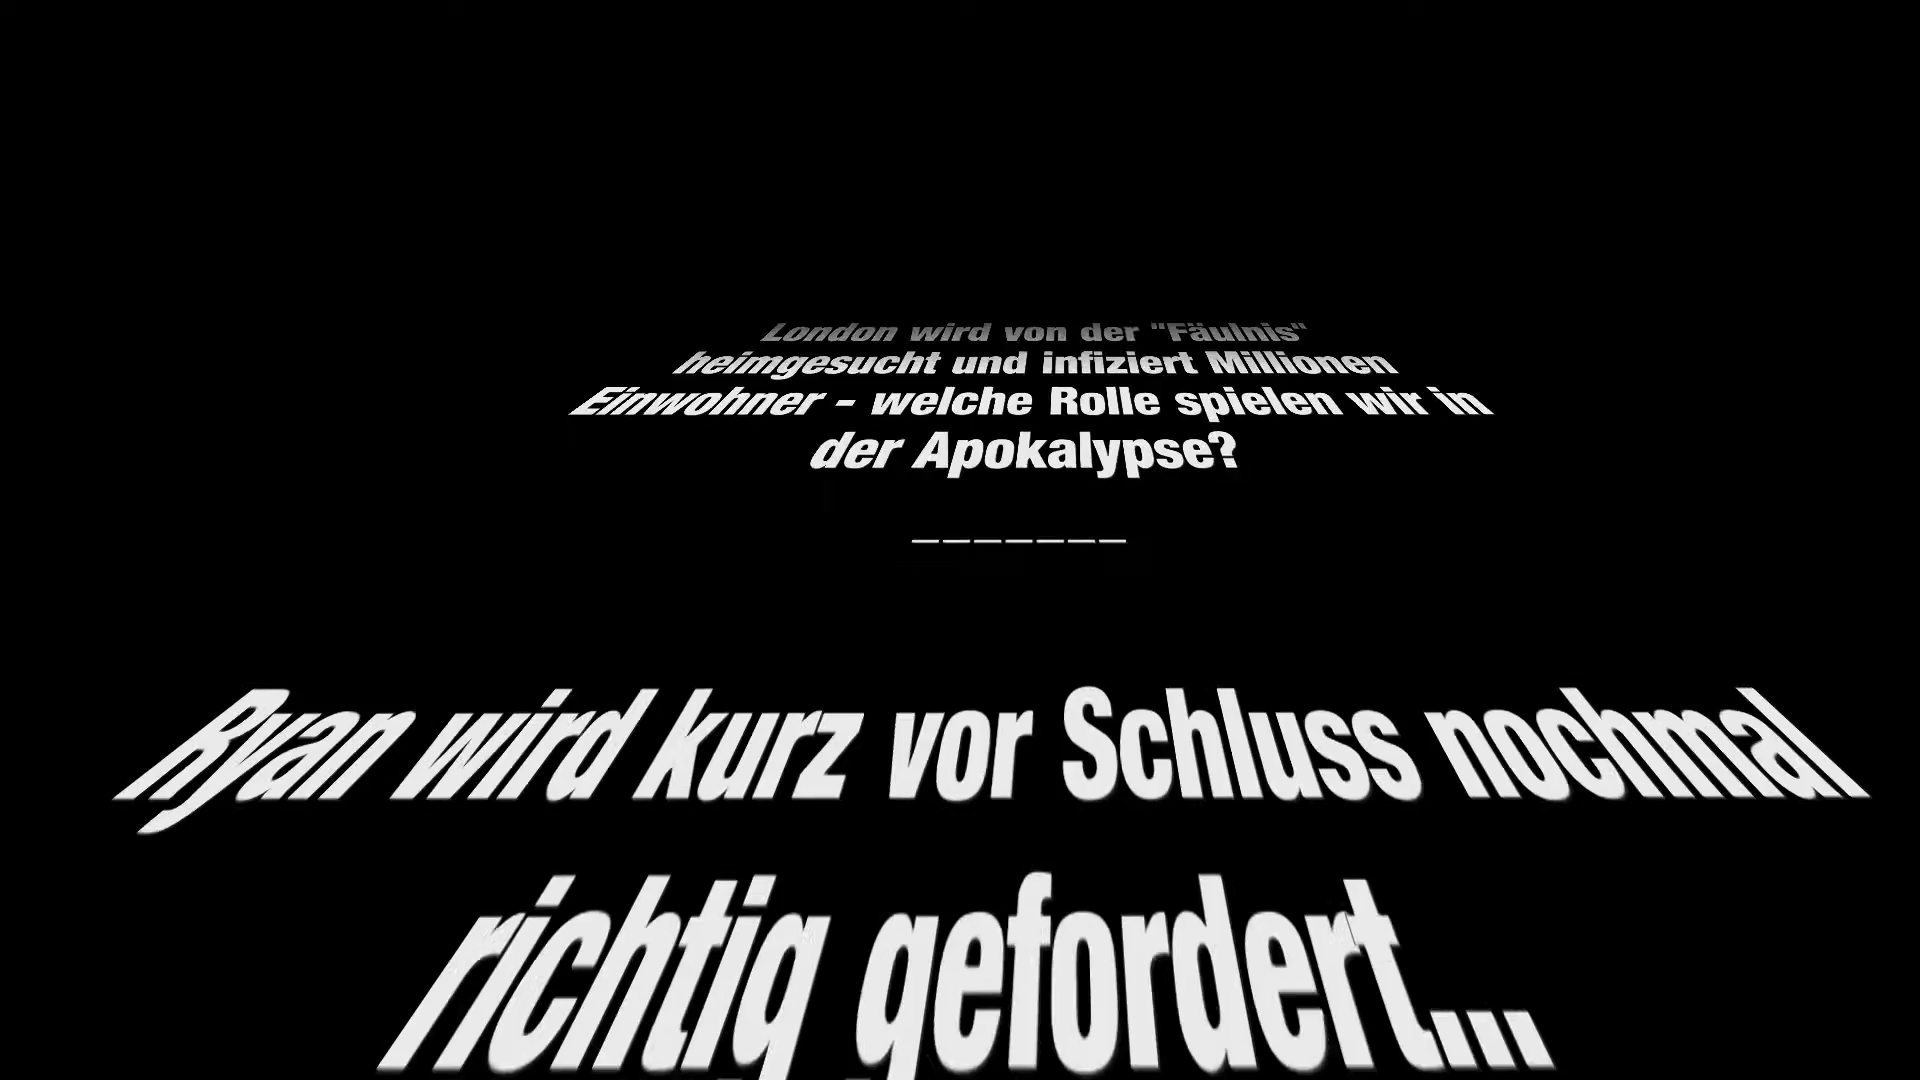 London wird von der "Fäulnis"
heimgesucht und infiziert Millionen
Einwohner - welche Rolle spielen wir in
der Apokalypse?
_______
Ryan wird kurz vor Schluss nochmal
richtig gefordert...